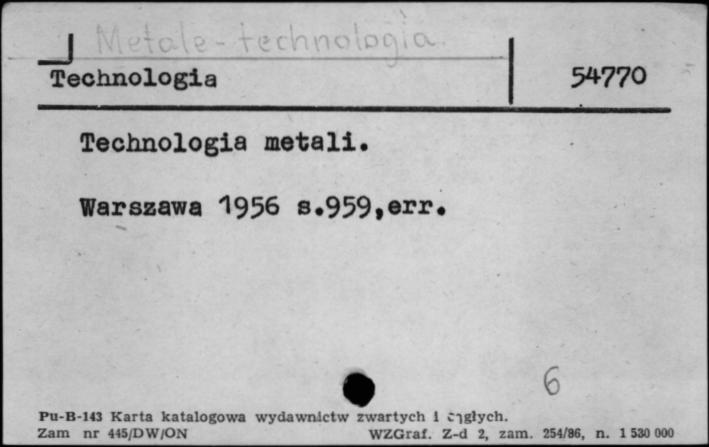 Metale - technologia.
Technologia 54770
Technologia metali.
Warszawa 1956 s.959,err.
6
Pu-B-143 Karta katalogowa wydawnictw zwartych i ciągłych.
Zam nr 445/DW/ON WZGraf. Z-d 2, zam. 254/86, n. 1 530 000